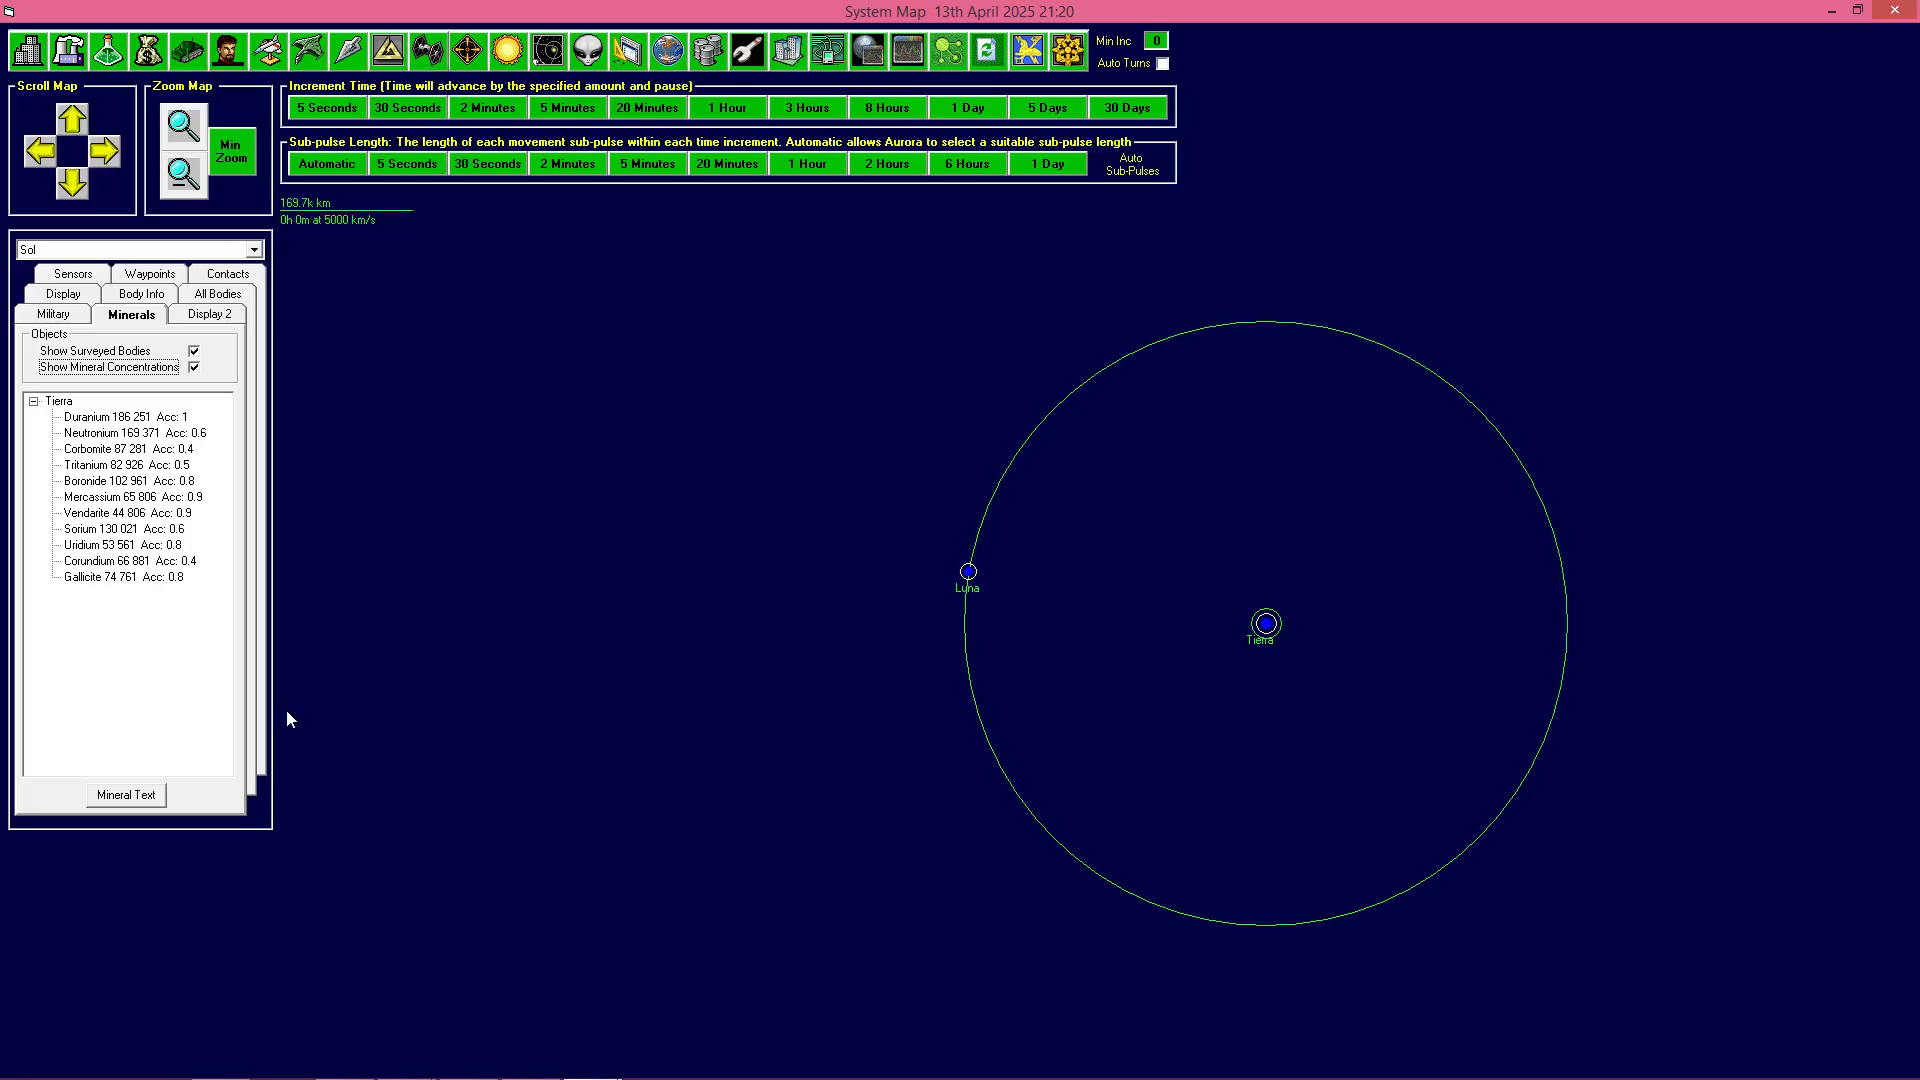 System Map  13th April 2025 21:20
Min Inc 0
Auto Turns
Scroll Map
Zoom Map
Min Zoom
Increment Time (Time will advance by the specified amount and pause)
5 Seconds 30 Seconds 2 Minutes 5 Minutes 20 Minutes 1 Hour 3 Hours 8 Hours 1 Day 5 Days 30 Days
Sub-pulse Length: The length of each movement sub-pulse within each time increment. Automatic allows Aurora to select a suitable sub-pulse length
Automatic 5 Seconds 30 Seconds 2 Minutes 5 Minutes 20 Minutes 1 Hour 2 Hours 6 Hours 1 Day
Auto
Sub-Pulses
169.7k km
0h 0m at 5000 km/s
Sol
Sensors Waypoints Contacts
Display Body Info All Bodies
Military Minerals Display 2
Objects
Show Surveyed Bodies
Show Mineral Concentrations
Tierra
Duranium 186 251  Acc: 1
Neutronium 169 371  Acc: 0.6
Corbomite 87 281  Acc: 0.4
Tritanium 82 926  Acc: 0.5
Boronide 102 961  Acc: 0.8
Mercassium 65 806  Acc: 0.9
Vendarite 44 806  Acc: 0.9
Sorium 130 021  Acc: 0.6
Uridium 53 561  Acc: 0.8
Corundium 66 881  Acc: 0.4
Gallicite 74 761  Acc: 0.8
Mineral Text
Luna
Tierra